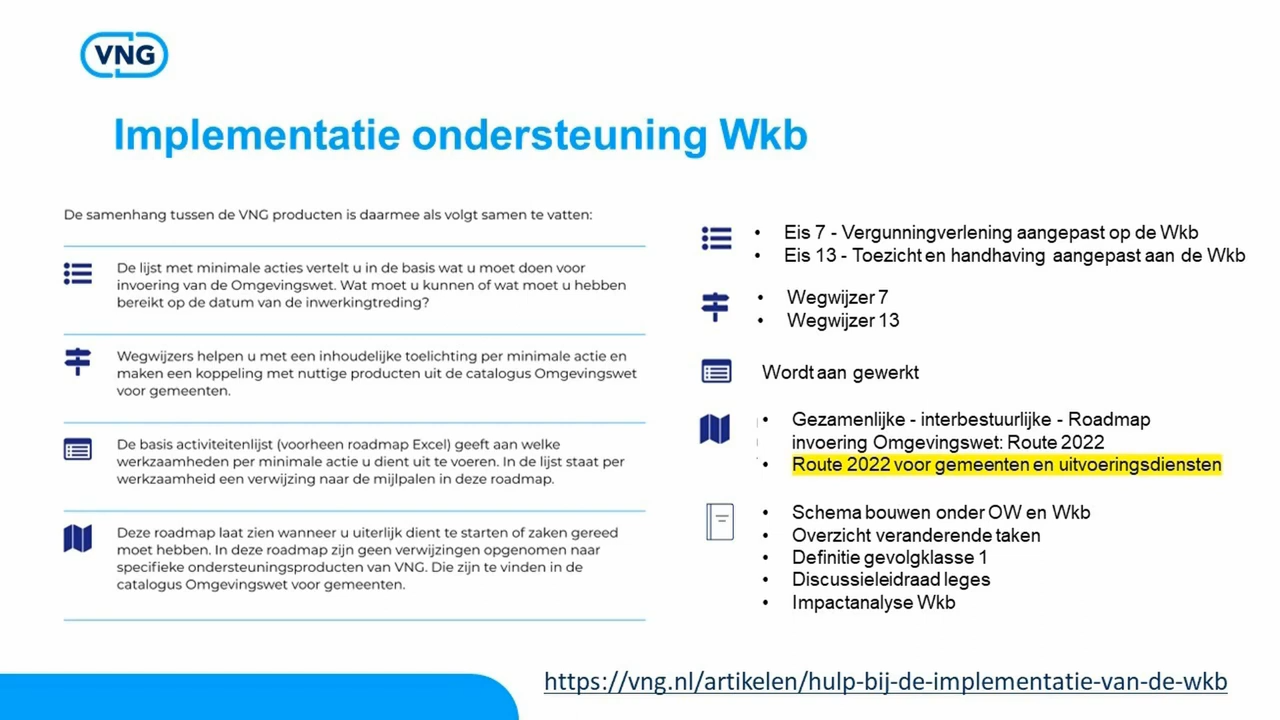 VNG
Implementatie ondersteuning Wkb
De samenhang tussen de VNG producten is daarmee als volgt samen te vatten:
De lijst met minimale acties vertelt u in de basis wat u moet doen voor
invoering van de Omgevingswet. Wat moet u kunnen of wat moet u hebben
bereikt op de datum van de inwerkingtreding?
Wegwijzers helpen u met een inhoudelijke toelichting per minimale actie en
maken een koppeling met nuttige producten uit de catalogus Omgevingswet
voor gemeenten.
De basis activiteitenlijst (voorheen roadmap Excel) geeft aan welke
werkzaamheden per minimale actie u dient uit te voeren. In de lijst staat per
werkzaamheid een verwijzing naar de mijlpalen in deze roadmap.
Deze roadmap laat zien wanneer u uiterlijk dient te starten of zaken gereed
moet hebben. In deze roadmap zijn geen verwijzingen opgenomen naar
specifieke ondersteuningsproducten van VNG. Die zijn te vinden in de
catalogus Omgevingswet voor gemeenten.
• Eis 7 - Vergunningverlening aangepast op de Wkb
• Eis 13 - Toezicht en handhaving aangepast aan de Wkb
• Wegwijzer 7
• Wegwijzer 13
Wordt aan gewerkt
• Gezamenlijke - interbestuurlijke - Roadmap
invoering Omgevingswet: Route 2022
• Route 2022 voor gemeenten en uitvoeringsdiensten
• Schema bouwen onder OW en Wkb
• Overzicht veranderende taken
• Definitie gevolgklasse 1
• Discussieleidraad leges
• Impactanalyse Wkb
https://vng.nl/artikelen/hulp-bij-de-implementatie-van-de-wkb